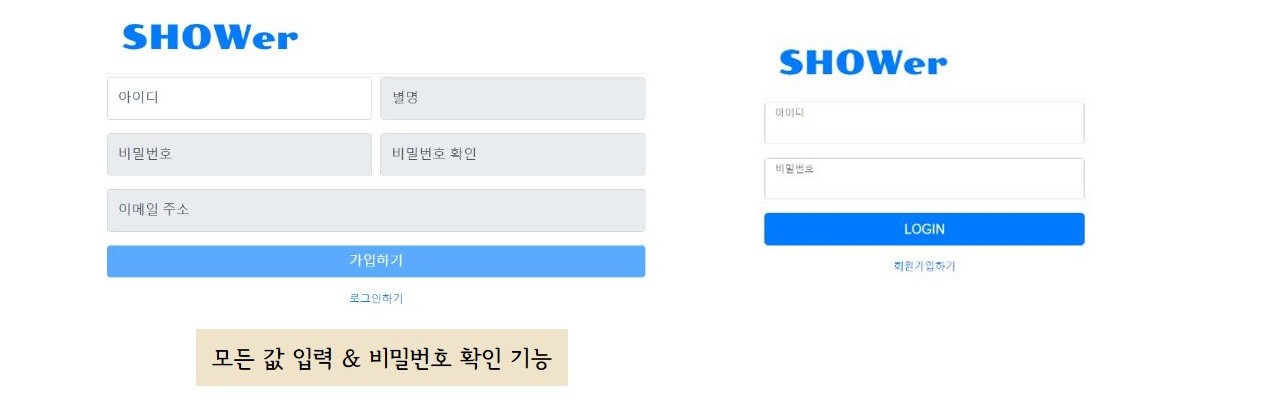 SHOWer
아이디
별명
비밀번호
비밀번호 확인
이메일 주소
가입하기
로그인하기
모든 값 입력 & 비밀번호 확인 기능
SHOWer
아이디
비밀번호
LOGIN
회원가입하기